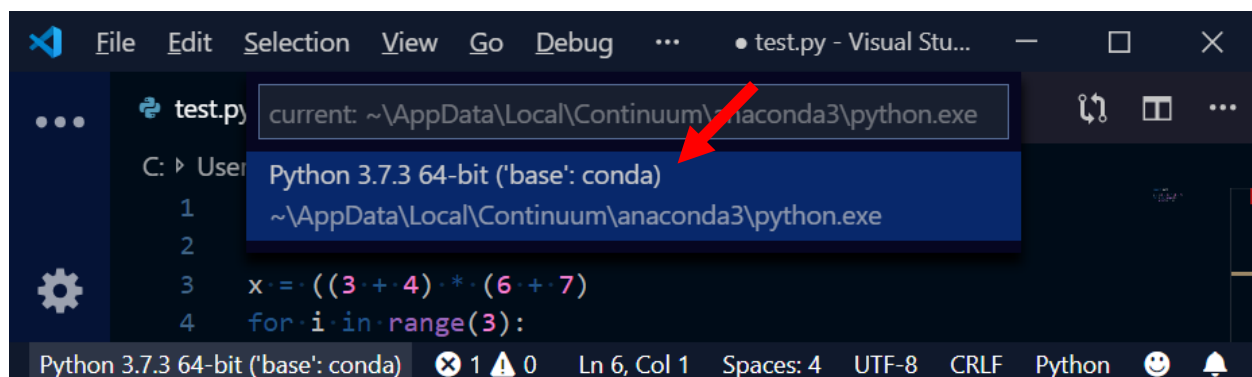 File Edit Selection View Go Debug ··· ● test.py - Visual Stu...
test.py
current: ~\AppData\Local\Continuum\anaconda3\python.exe
C: User
Python 3.7.3 64-bit ('base': conda)
~\AppData\Local\Continuum\anaconda3\python.exe
1
2
3 x = ((3 + 4) * (6 + 7)
4 for i in range(3):
Python 3.7.3 64-bit ('base': conda) 1 0 Ln 6, Col 1 Spaces: 4 UTF-8 CRLF Python